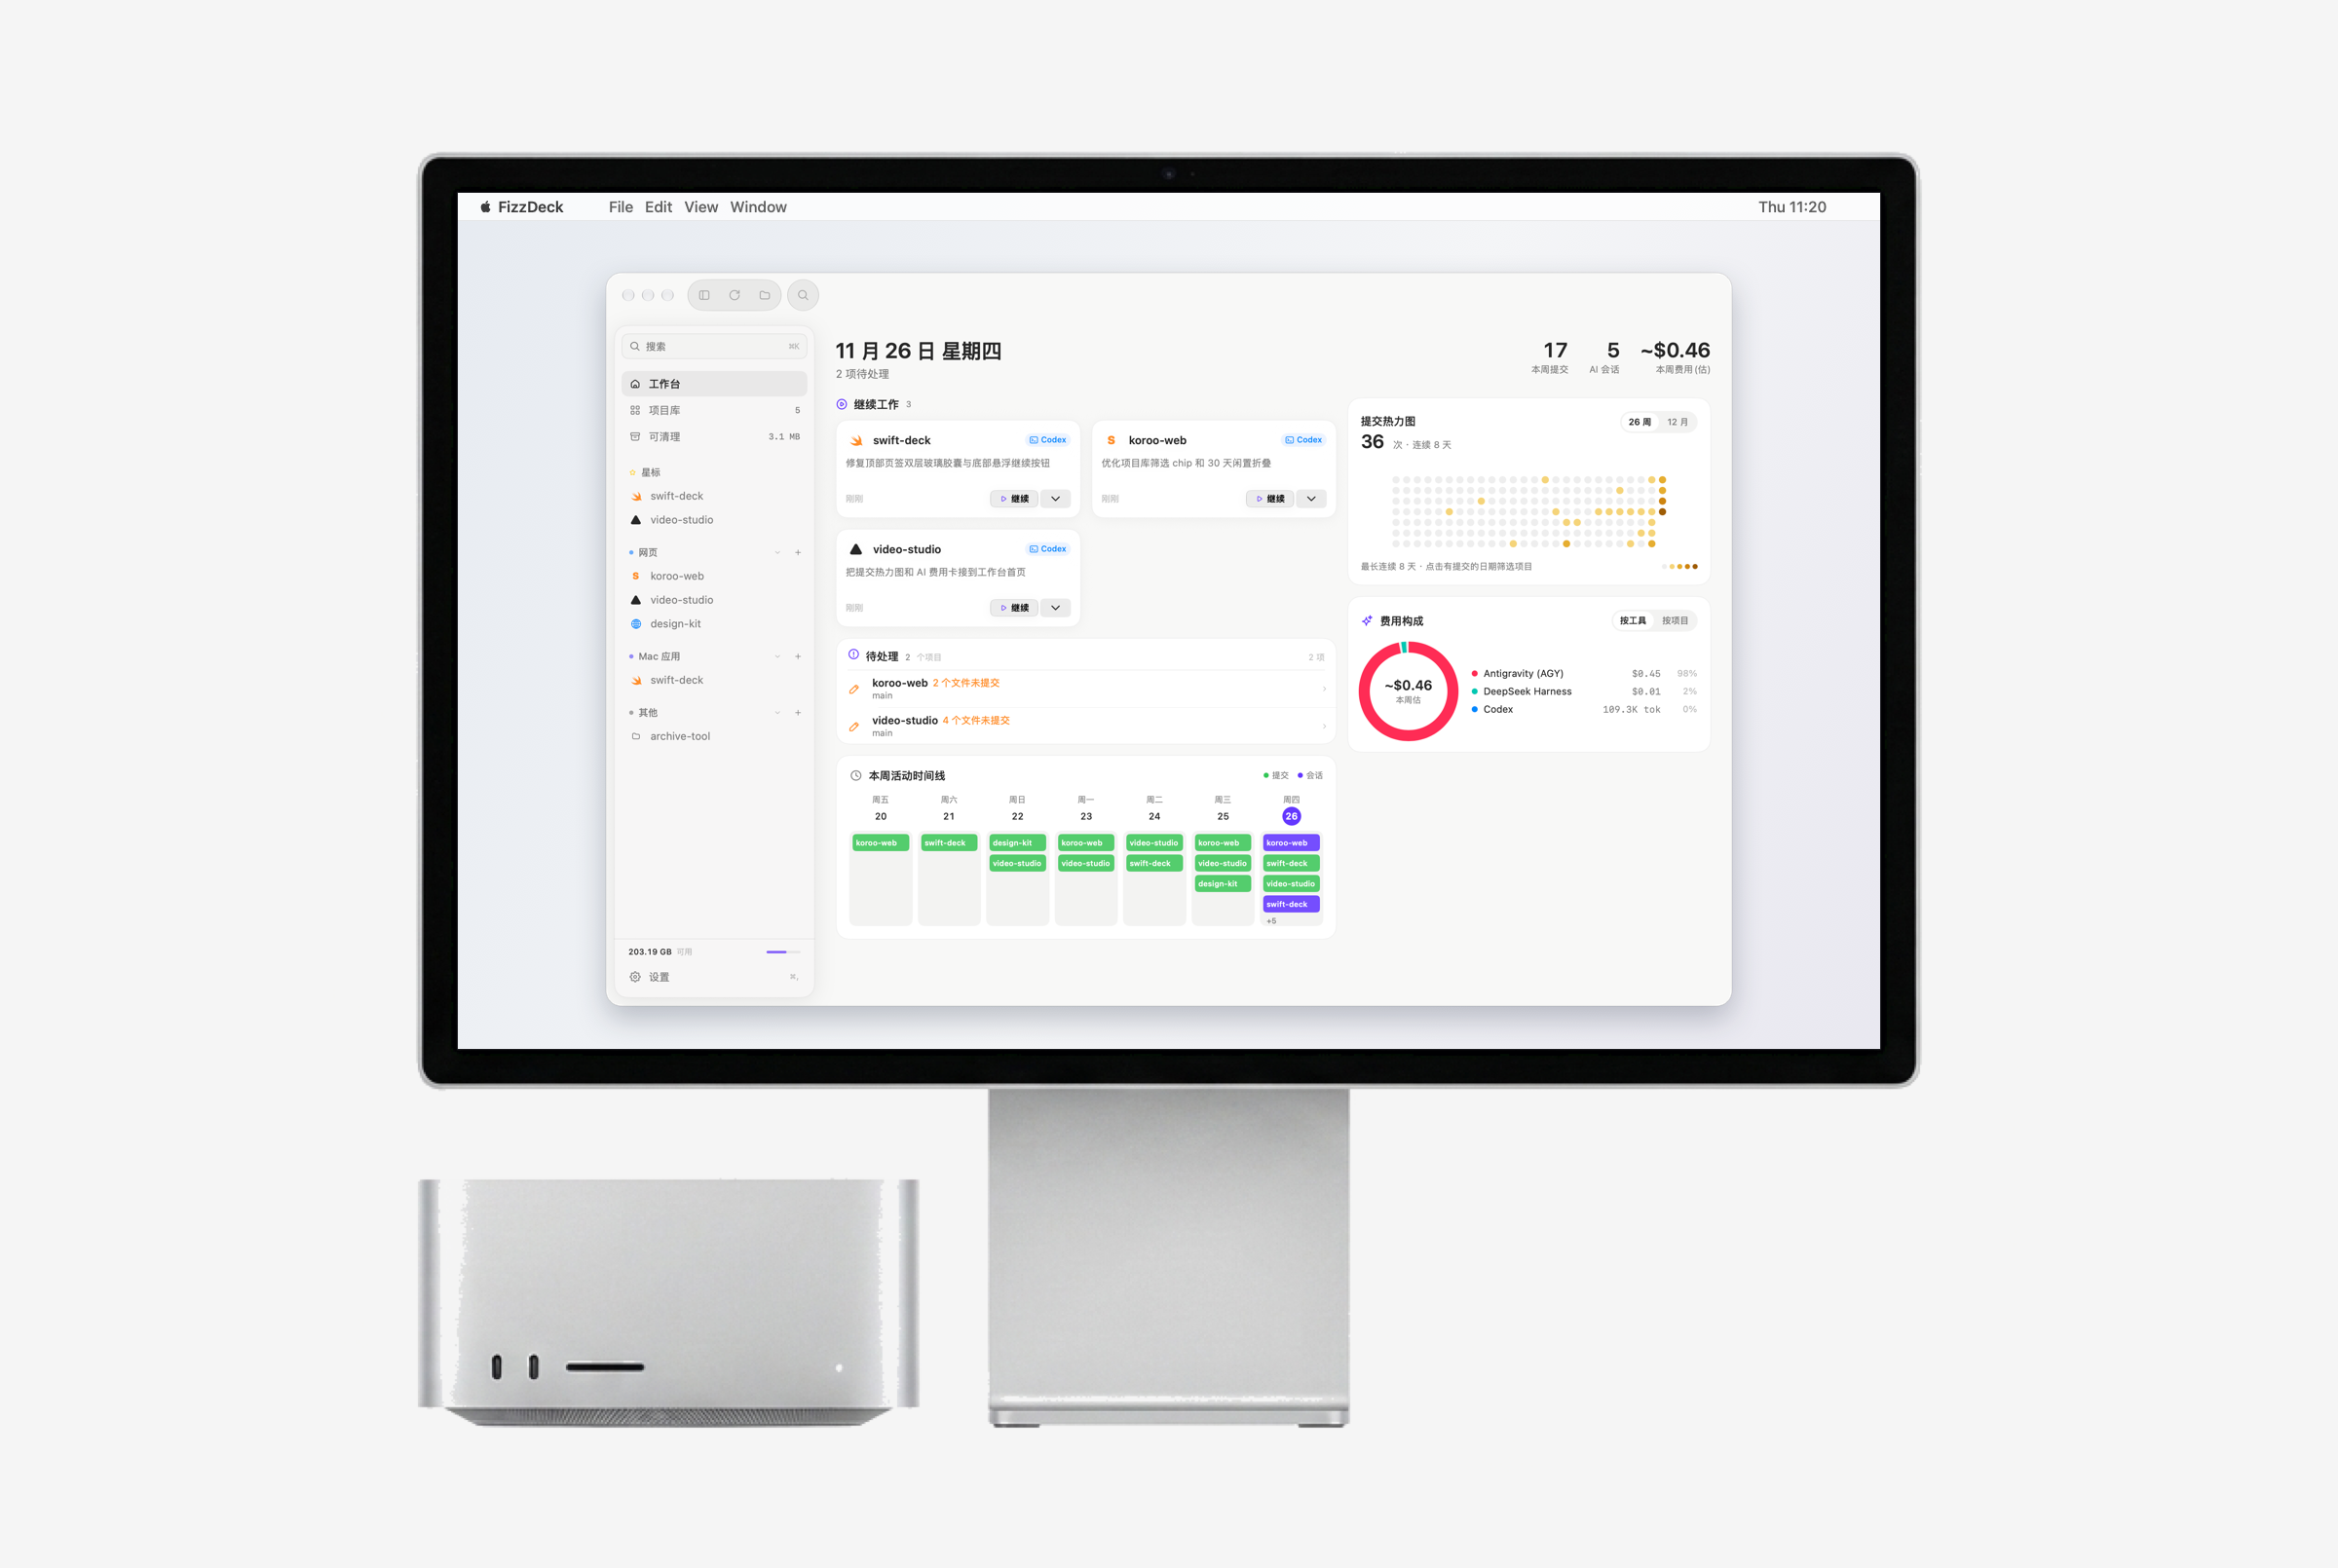 FizzDeck File Edit View Window Thu 11:20
搜索 ⌘K
工作台
项目库 5
可清理 3.1 MB
星标
swift-deck
video-studio
网页
koroo-web
video-studio
design-kit
Mac 应用
swift-deck
其他
archive-tool
203.19 GB 可用
设置 ⌘,
11 月 26 日 星期四
2 项待处理
17 5 ~$0.46
本周提交 AI 会话 本周费用(估)
继续工作 3
swift-deck Codex
修复顶部页签双层玻璃胶囊与底部悬浮继续按钮
刚刚 继续
koroo-web Codex
优化项目库筛选 chip 和 30 天闲置折叠
刚刚 继续
video-studio Codex
把提交热力图和 AI 费用卡接到工作台首页
刚刚 继续
待处理 2 个项目 2 项
koroo-web 2 个文件未提交
main
video-studio 4 个文件未提交
main
本周活动时间线 提交 会话
周五 周六 周日 周一 周二 周三 周四
20 21 22 23 24 25 26
koroo-web swift-deck design-kit koroo-web video-studio koroo-web koroo-web
video-studio video-studio swift-deck video-studio swift-deck
design-kit video-studio
swift-deck
+5
提交热力图 26 周 12 月
36 次 · 连续 8 天
最长连续 8 天 · 点击有提交的日期筛选项目
费用构成 按工具 按项目
~$0.46
本周估
Antigravity (AGY) $0.45 98%
DeepSeek Harness $0.01 2%
Codex 109.3K tok 0%
S
S